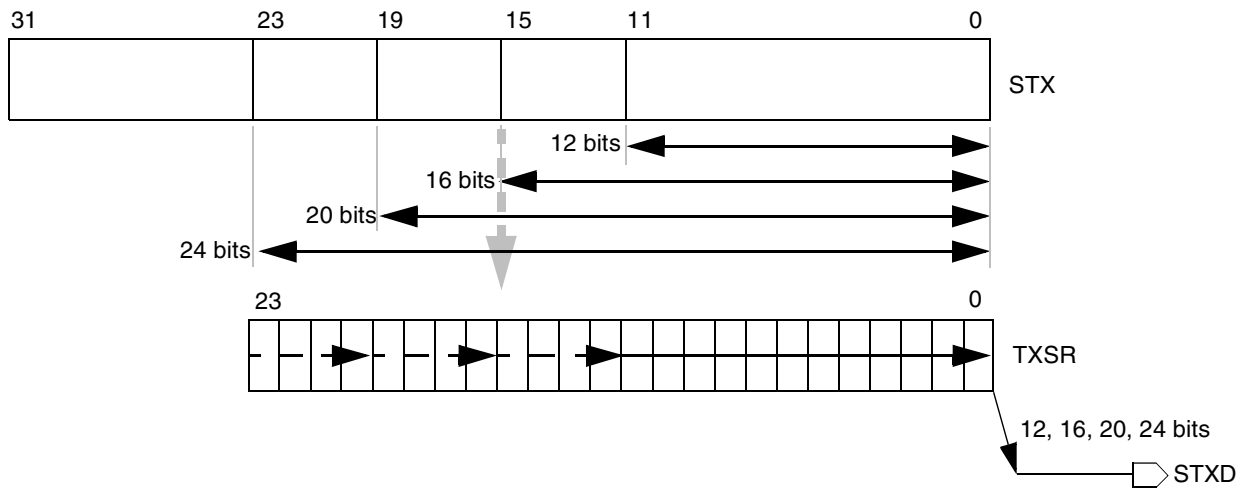 31 23 19 15 11 0
STX
12 bits
16 bits
20 bits
24 bits
23 0
TXSR
12, 16, 20, 24 bits
STXD